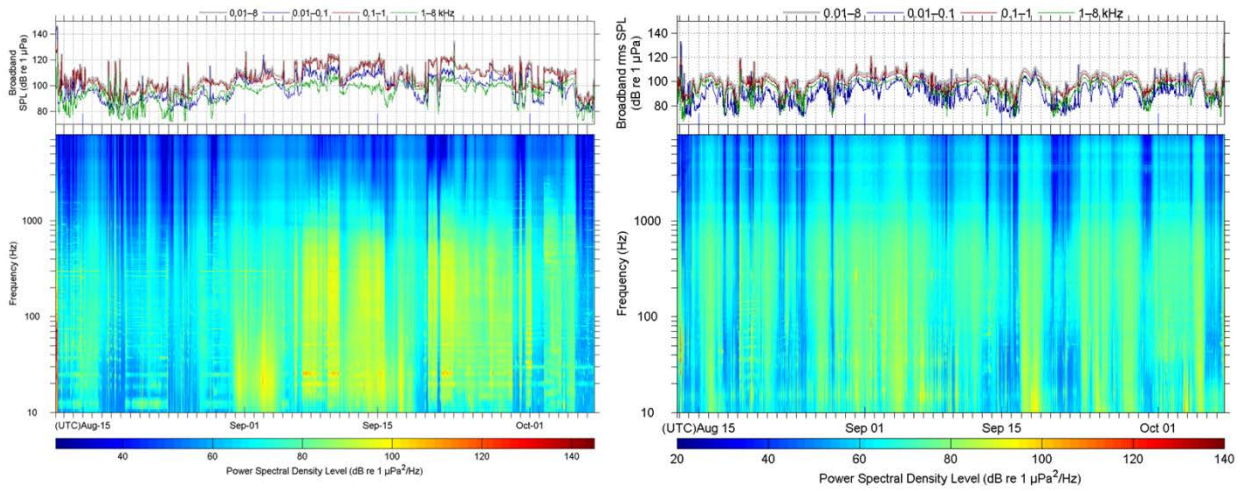 0.01–8 0.01–0.1 0.1–1 1–8 kHz
Broadband
SPL (dB re 1 µPa)
140
120
100
80
Frequency (Hz)
1000
100
10
(UTC)Aug-15 Sep-01 Sep-15 Oct-01
40 60 80 100 120 140
Power Spectral Density Level (dB re 1 µPa²/Hz)
0.01–8 0.01–0.1 0.1–1 1–8 kHz
Broadband rms SPL
(dB re 1 µPa)
140
120
100
80
Frequency (Hz)
1000
100
10
(UTC)Aug 15 Sep 01 Sep 15 Oct 01
20 40 60 80 100 120 140
Power Spectral Density Level (dB re 1 µPa²/Hz)